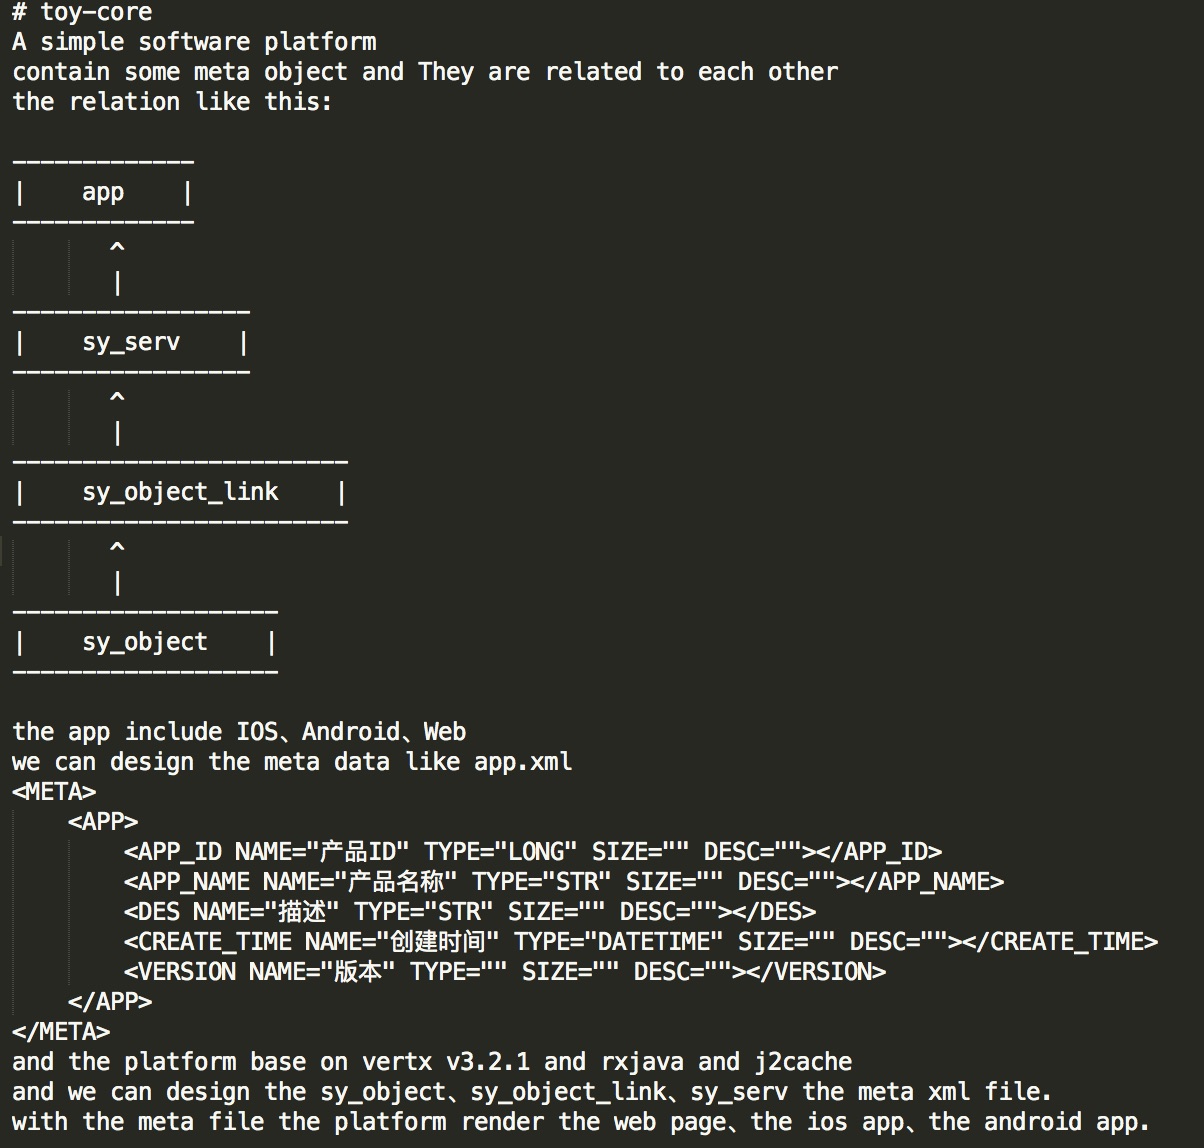 # toy-core
A simple software platform
contain some meta object and They are related to each other
the relation like this:

-------------
|    app    |
-------------
       ^
       |
-----------------
|    sy_serv    |
-----------------
       ^
       |
------------------------
|    sy_object_link    |
------------------------
       ^
       |
-------------------
|    sy_object    |
-------------------

the app include IOS、Android、Web
we can design the meta data like app.xml
<META>
    <APP>
        <APP_ID NAME="产品ID" TYPE="LONG" SIZE="" DESC=""></APP_ID>
        <APP_NAME NAME="产品名称" TYPE="STR" SIZE="" DESC=""></APP_NAME>
        <DES NAME="描述" TYPE="STR" SIZE="" DESC=""></DES>
        <CREATE_TIME NAME="创建时间" TYPE="DATETIME" SIZE="" DESC=""></CREATE_TIME>
        <VERSION NAME="版本" TYPE="" SIZE="" DESC=""></VERSION>
    </APP>
</META>
and the platform base on vertx v3.2.1 and rxjava and j2cache
and we can design the sy_object、sy_object_link、sy_serv the meta xml file.
with the meta file the platform render the web page、the ios app、the android app.